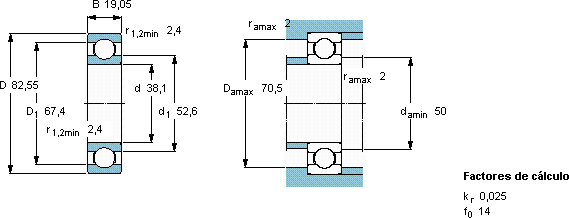 B 19,05
r1,2min 2,4
D 82,55
D1 67,4
d 38,1
d1 52,6
r1,2min 2,4
ramax 2
Damax 70,5
ramax 2
damin 50
Factores de cálculo
kr 0,025
f0 14